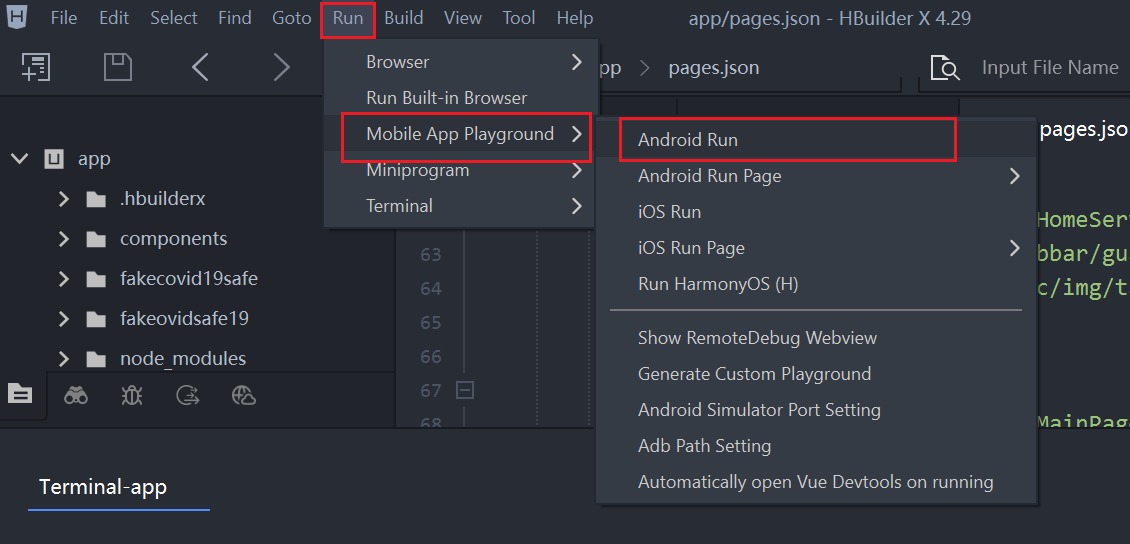 H File Edit Select Find Goto Run Build View Tool Help app/pages.json - HBuilder X 4.29
pp > pages.json Input File Name
Browser
Run Built-in Browser
Mobile App Playground
Miniprogram
Terminal
Android Run
Android Run Page
iOS Run
iOS Run Page
Run HarmonyOS (H)
Show RemoteDebug Webview
Generate Custom Playground
Android Simulator Port Setting
Adb Path Setting
Automatically open Vue Devtools on running
app
.hbuilderx
components
fakecovid19safe
fakeovidsafe19
node_modules
pages.jso
HomeSer
bbar/gu
c/img/t
MainPag
63
64
65
66
67
68
Terminal-app